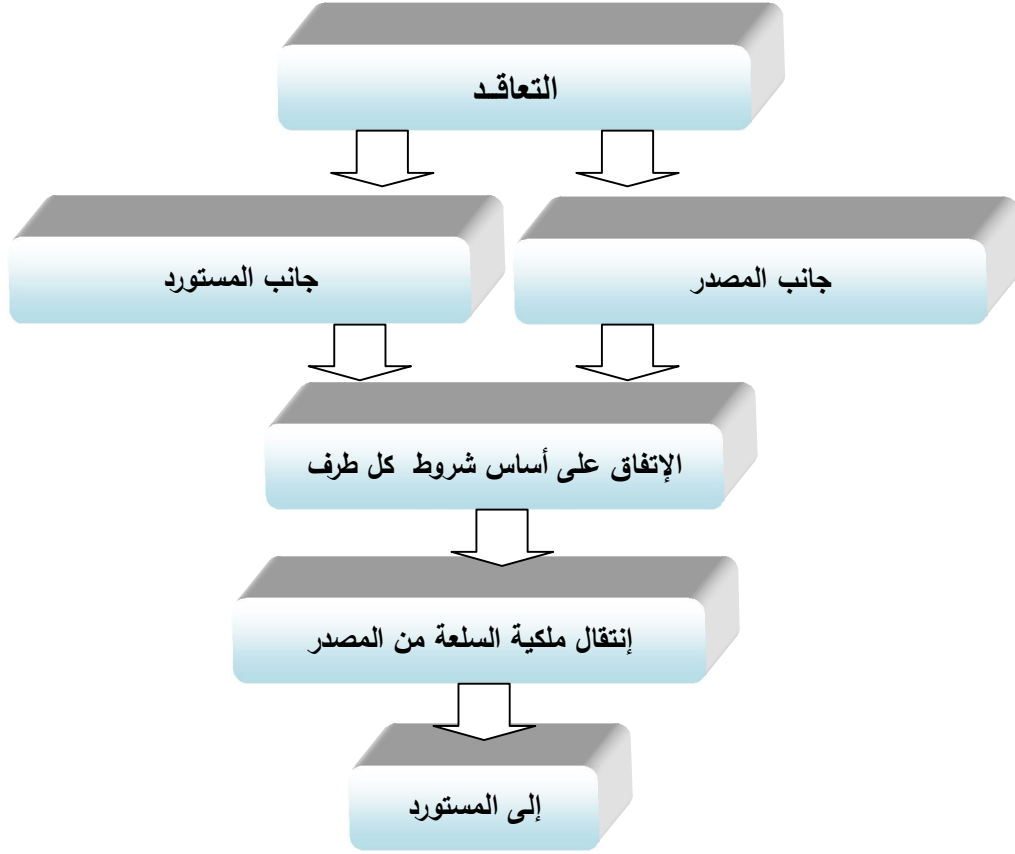 التعاقـد
جانب المصدر
جانب المستورد
الإتفاق على أساس شروط كل طرف
إنتقال ملكية السلعة من المصدر
إلى المستورد